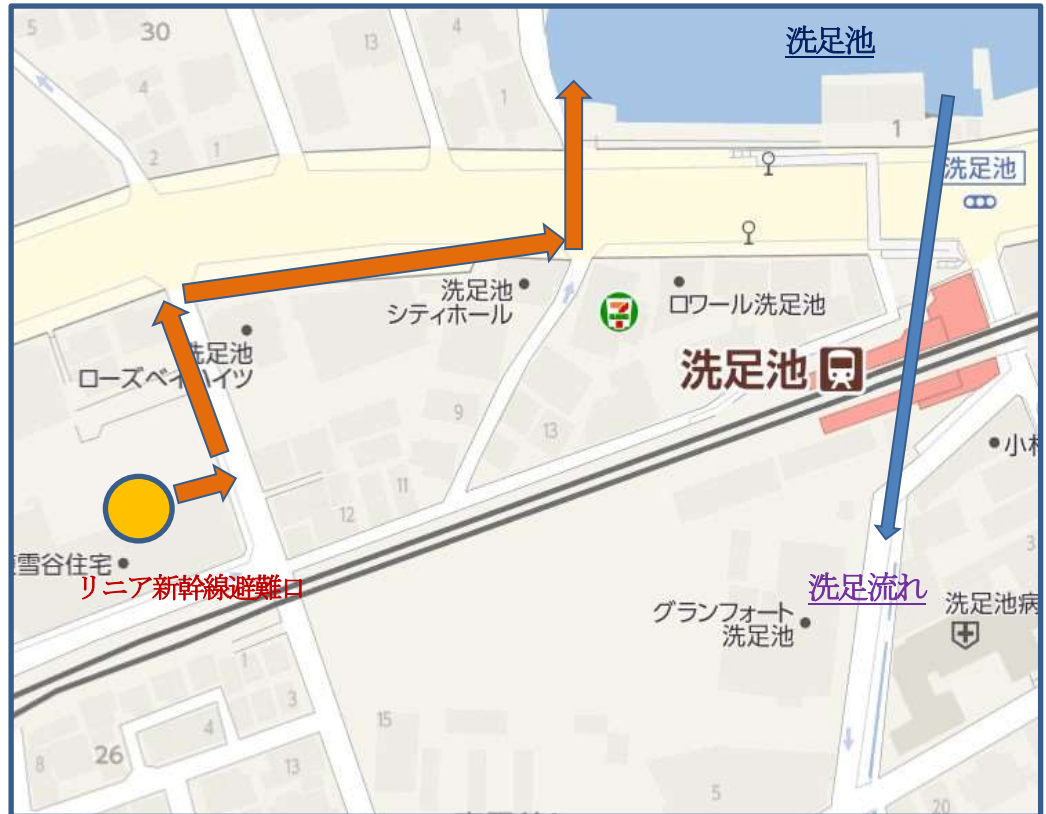 5
30
13
4
洗足池
4
1
1
2
1
洗足池
洗足池
シティホール
ロワール洗足池
洗足池
ローズベイハイツ
洗足池
9
13
小
11
12
雪谷住宅
リニア新幹線避難口
3
洗足流れ
グランフォート
洗足池
洗足池病
1
3
15
4
26
8
13
5
20